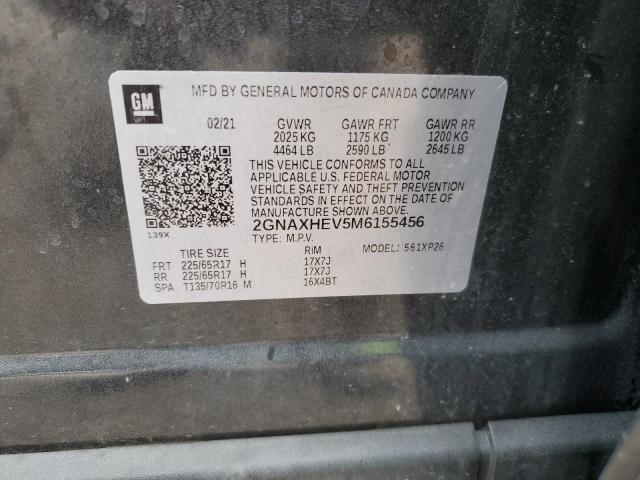 GM
MFD BY GENERAL MOTORS OF CANADA COMPANY
02/21 GVWR GAWR FRT GAWR RR
2025 KG 1175 KG 1200 KG
4464 LB 2590 LB 2645 LB
THIS VEHICLE CONFORMS TO ALL
APPLICABLE U.S. FEDERAL MOTOR
VEHICLE SAFETY AND THEFT PREVENTION
STANDARDS IN EFFECT ON THE DATE OF
MANUFACTURE SHOWN ABOVE.
2GNAXHEV5M6155456
139X
TYPE: M.P.V. MODEL: 561XP26
TIRE SIZE RIM
FRT 225/65R17 H 17X7J
RR 225/65R17 H 17X7J
SPA T135/70R16 M 16X4BT